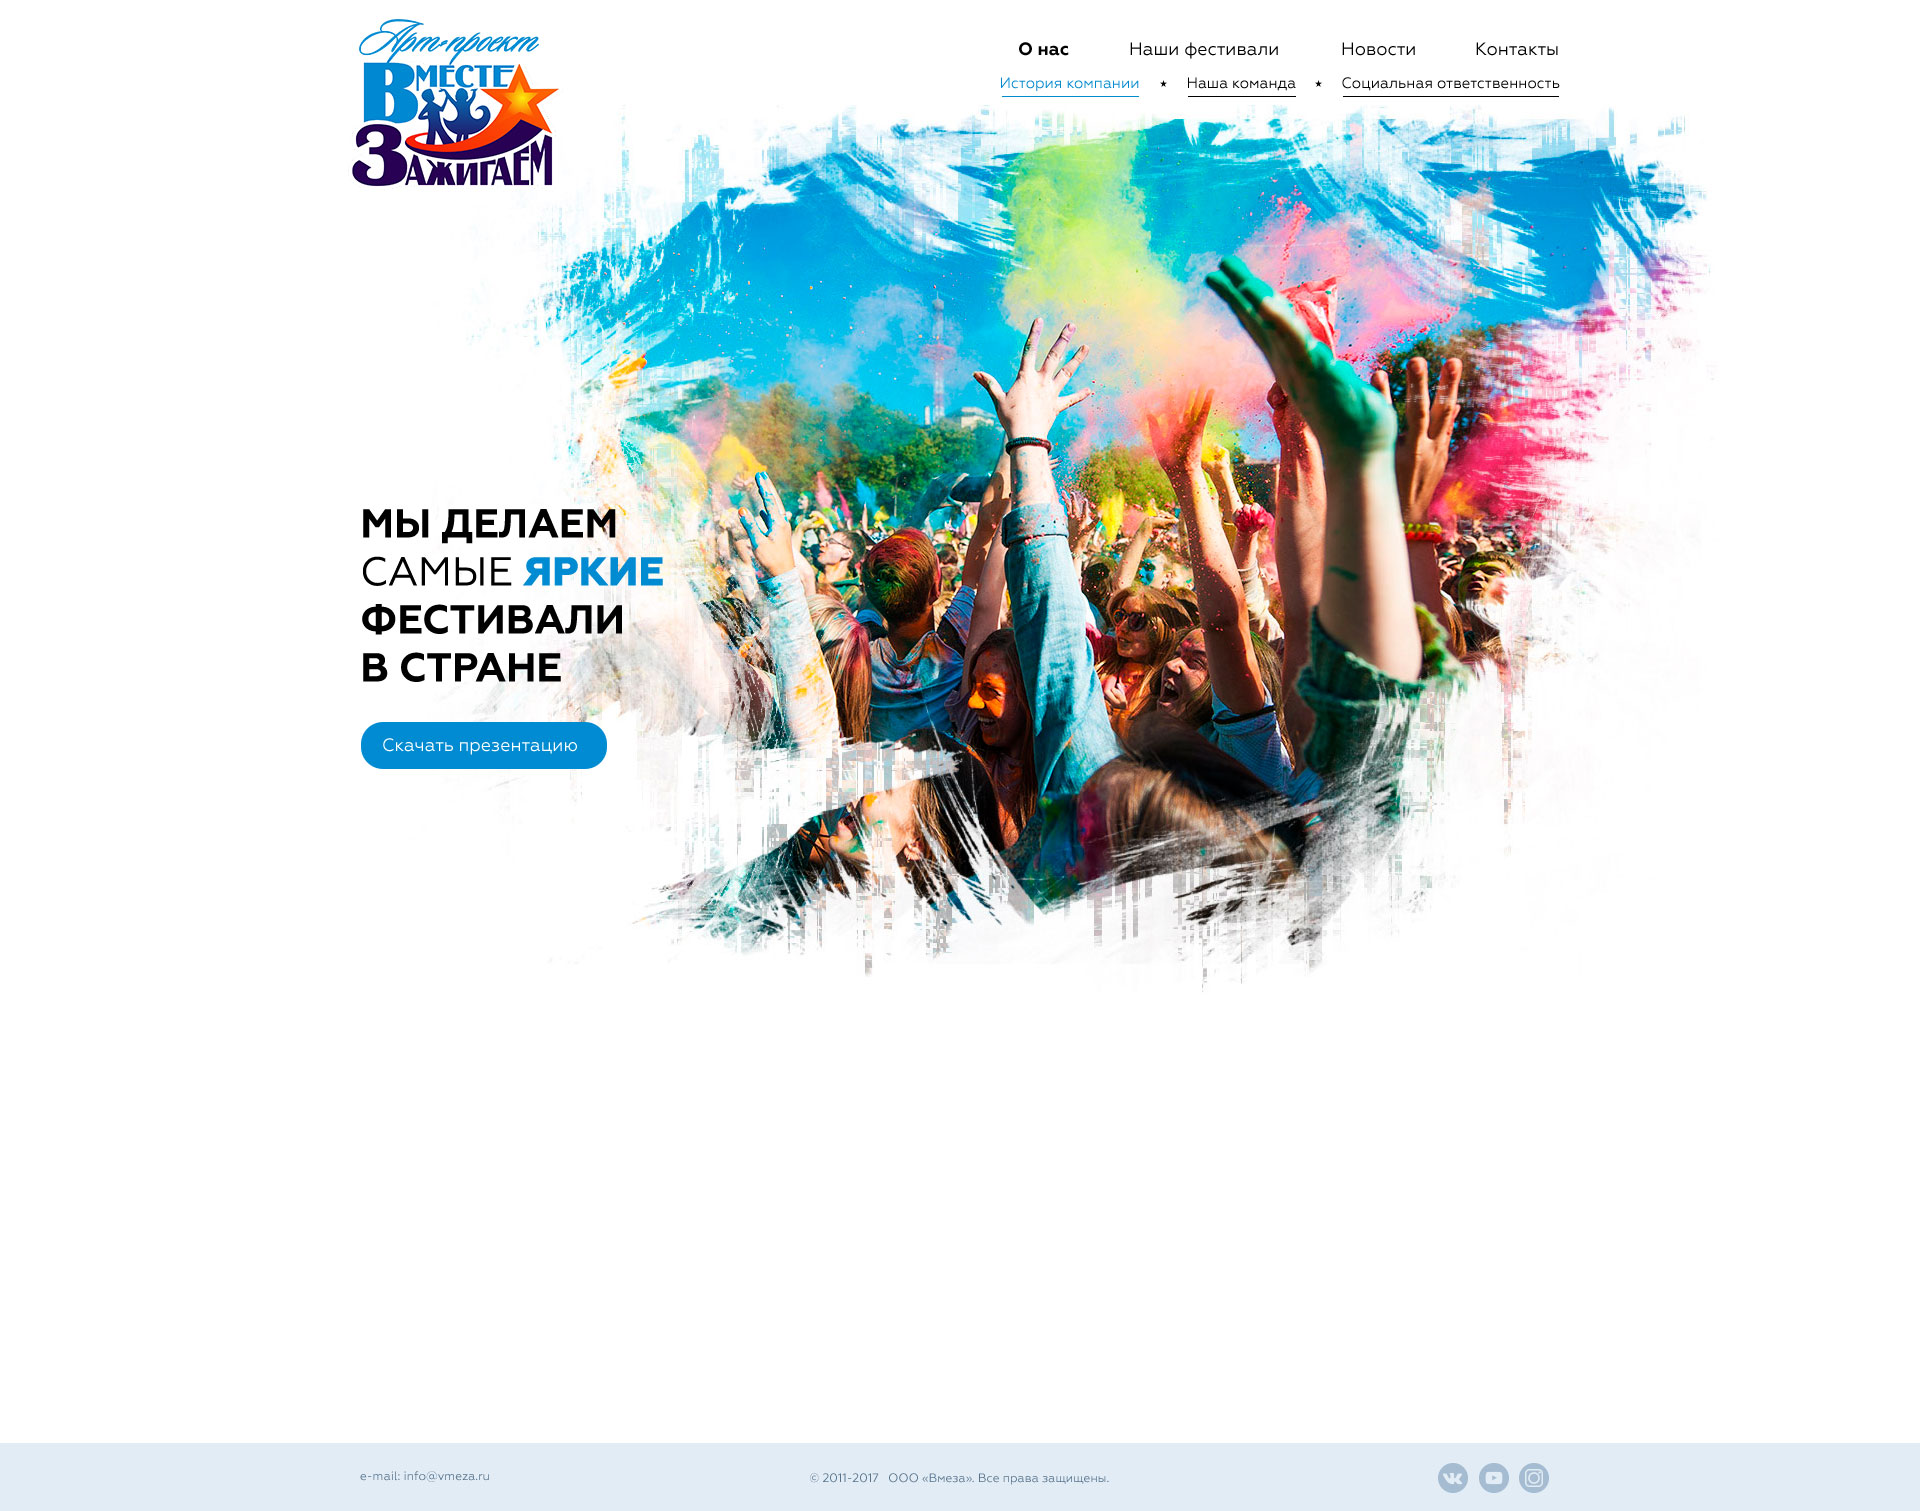 Арт-проект
ВМЕСТЕ
ЗАЖИГАЕМ
О нас Наши фестивали Новости Контакты
История компании ★ Наша команда ★ Социальная ответственность
МЫ ДЕЛАЕМ
САМЫЕ ЯРКИЕ
ФЕСТИВАЛИ
В СТРАНЕ
Скачать презентацию
e-mail: info@vmeza.ru © 2011-2017 ООО «Вмеза». Все права защищены.